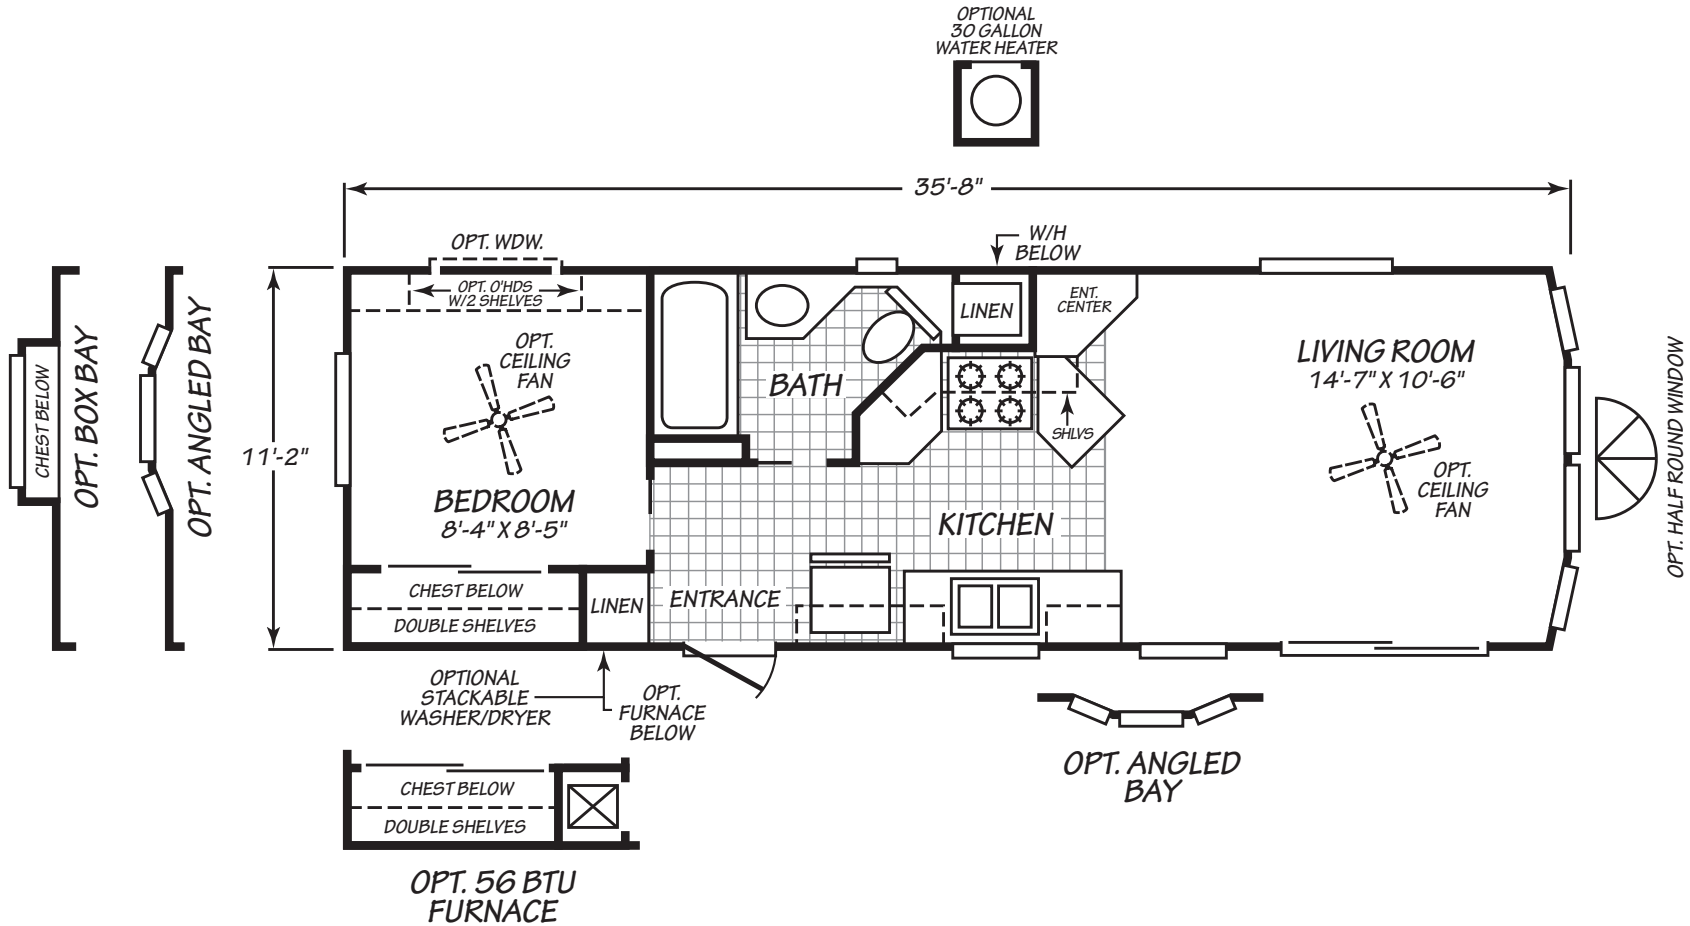 OPTIONAL
30 GALLON
WATER HEATER
35'-8"
OPT. WDW.
W/H
BELOW
OPT. O'HDS
W/2 SHELVES
LINEN
ENT.
CENTER
OPT.
CEILING
FAN
BATH
SHLVS
LIVING ROOM
14'-7" X 10'-6"
OPT.
CEILING
FAN
OPT. HALF ROUND WINDOW
CHEST BELOW
OPT. BOX BAY
OPT. ANGLED BAY
11'-2"
BEDROOM
8'-4" X 8'-5"
KITCHEN
CHEST BELOW
DOUBLE SHELVES
LINEN
ENTRANCE
OPTIONAL
STACKABLE
WASHER/DRYER
OPT.
FURNACE
BELOW
OPT. ANGLED
BAY
CHEST BELOW
DOUBLE SHELVES
OPT. 56 BTU
FURNACE